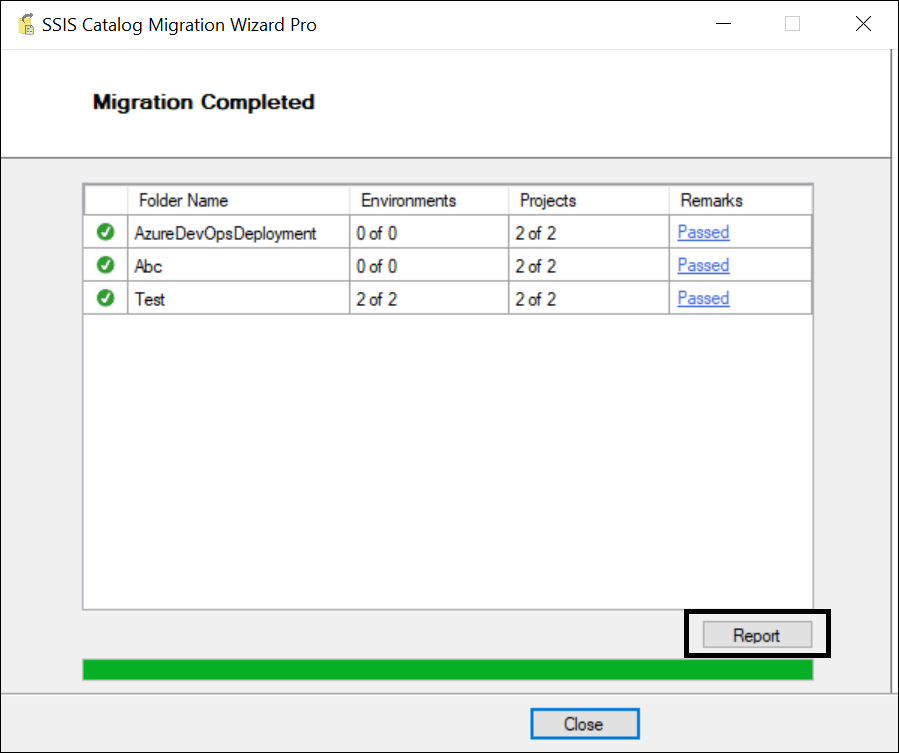 SSIS Catalog Migration Wizard Pro
Migration Completed
Folder Name Environments Projects Remarks
AzureDevOpsDeployment 0 of 0 2 of 2 Passed
Abc 0 of 0 2 of 2 Passed
Test 2 of 2 2 of 2 Passed
Report
Close